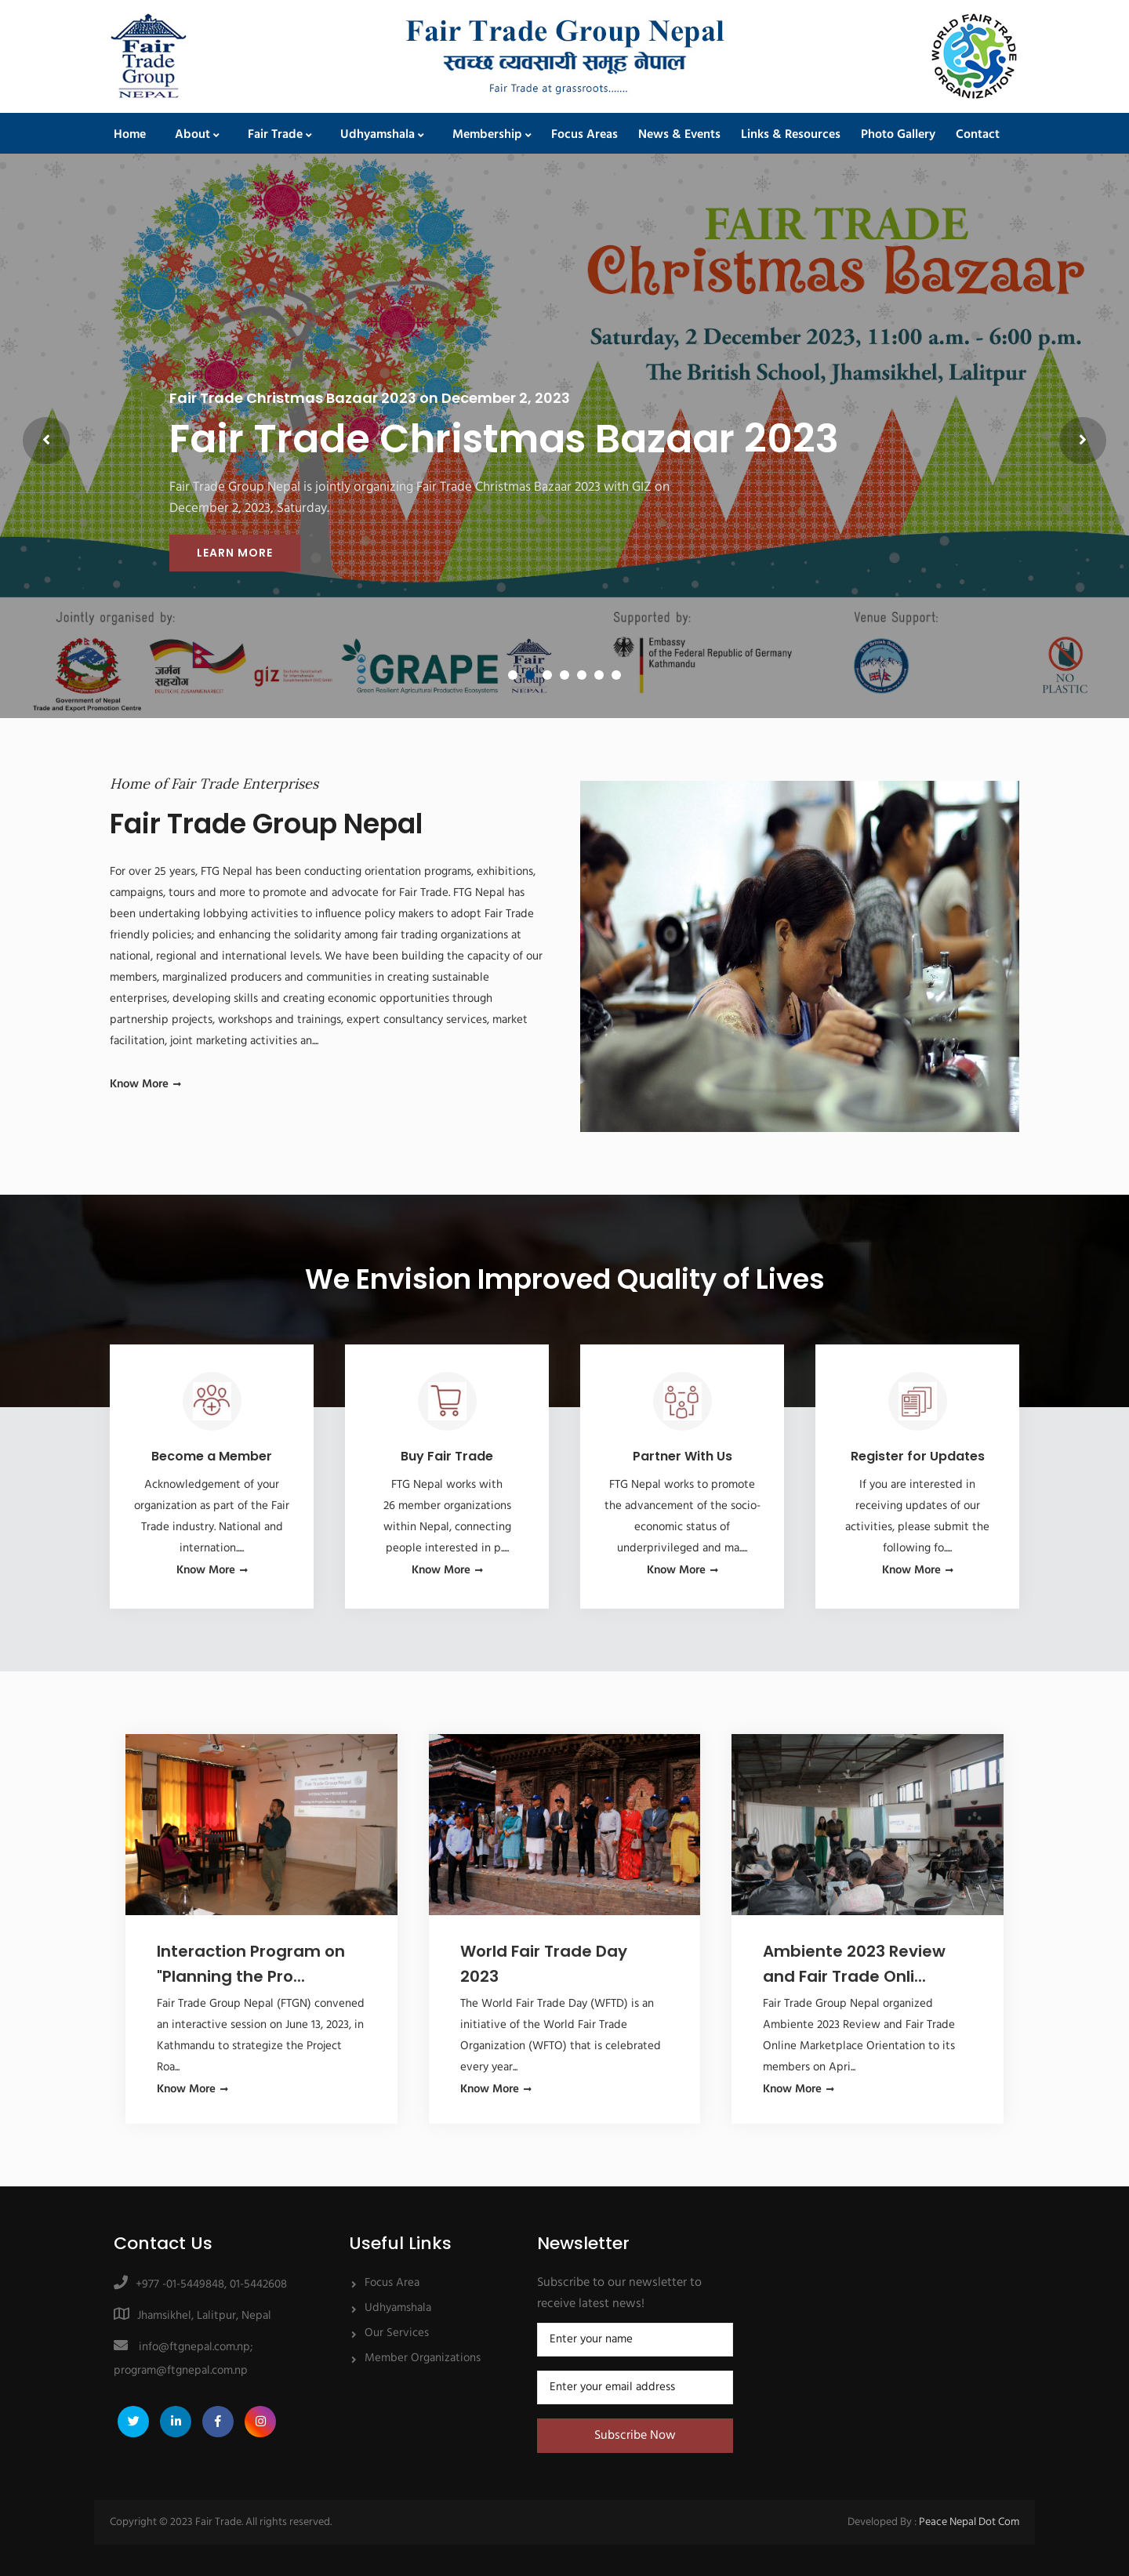 Fair
Trade
Group
NEPAL
Fair Trade Group Nepal
स्वच्छ व्यवसायी समूह नेपाल
Fair Trade at grassroots.......
WORLD FAIR TRADE ORGANIZATION
Home About Fair Trade Udhyamshala Membership Focus Areas News & Events Links & Resources Photo Gallery Contact
FAIR TRADE
Christmas Bazaar
Saturday, 2 December 2023, 11:00 a.m. - 6:00 p.m.
The British School, Jhamsikhel, Lalitpur
Fair Trade Christmas Bazaar 2023 on December 2, 2023
Fair Trade Christmas Bazaar 2023
Fair Trade Group Nepal is jointly organizing Fair Trade Christmas Bazaar 2023 with GIZ on
December 2, 2023, Saturday.
LEARN MORE
Jointly organised by:
Supported by:
Venue Support:
Government of Nepal
Trade and Export Promotion Centre
जर्मन
सहयोग
DEUTSCHE ZUSAMMENARBEIT
giz
GRAPE
Green Resilient Agricultural Productive Ecosystems
Fair
Trade
Group
NEPAL
Embassy
of the Federal Republic of Germany
Kathmandu
NO
PLASTIC
Home of Fair Trade Enterprises
Fair Trade Group Nepal
For over 25 years, FTG Nepal has been conducting orientation programs, exhibitions,
campaigns, tours and more to promote and advocate for Fair Trade. FTG Nepal has
been undertaking lobbying activities to influence policy makers to adopt Fair Trade
friendly policies; and enhancing the solidarity among fair trading organizations at
national, regional and international levels. We have been building the capacity of our
members, marginalized producers and communities in creating sustainable
enterprises, developing skills and creating economic opportunities through
partnership projects, workshops and trainings, expert consultancy services, market
facilitation, joint marketing activities an....
Know More
We Envision Improved Quality of Lives
Become a Member
Acknowledgement of your
organization as part of the Fair
Trade industry. National and
internation.....
Know More
Buy Fair Trade
FTG Nepal works with
26 member organizations
within Nepal, connecting
people interested in p.....
Know More
Partner With Us
FTG Nepal works to promote
the advancement of the socio-
economic status of
underprivileged and ma.....
Know More
Register for Updates
If you are interested in
receiving updates of our
activities, please submit the
following fo.....
Know More
Interaction Program on
"Planning the Pro...
Fair Trade Group Nepal (FTGN) convened
an interactive session on June 13, 2023, in
Kathmandu to strategize the Project
Roa...
Know More
World Fair Trade Day
2023
The World Fair Trade Day (WFTD) is an
initiative of the World Fair Trade
Organization (WFTO) that is celebrated
every year...
Know More
Ambiente 2023 Review
and Fair Trade Onli...
Fair Trade Group Nepal organized
Ambiente 2023 Review and Fair Trade
Online Marketplace Orientation to its
members on Apri...
Know More
Contact Us
+977 -01-5449848, 01-5442608
Jhamsikhel, Lalitpur, Nepal
info@ftgnepal.com.np;
program@ftgnepal.com.np
Useful Links
Focus Area
Udhyamshala
Our Services
Member Organizations
Newsletter
Subscribe to our newsletter to
receive latest news!
Enter your name
Enter your email address
Subscribe Now
Copyright © 2023 Fair Trade. All rights reserved.
Developed By : Peace Nepal Dot Com